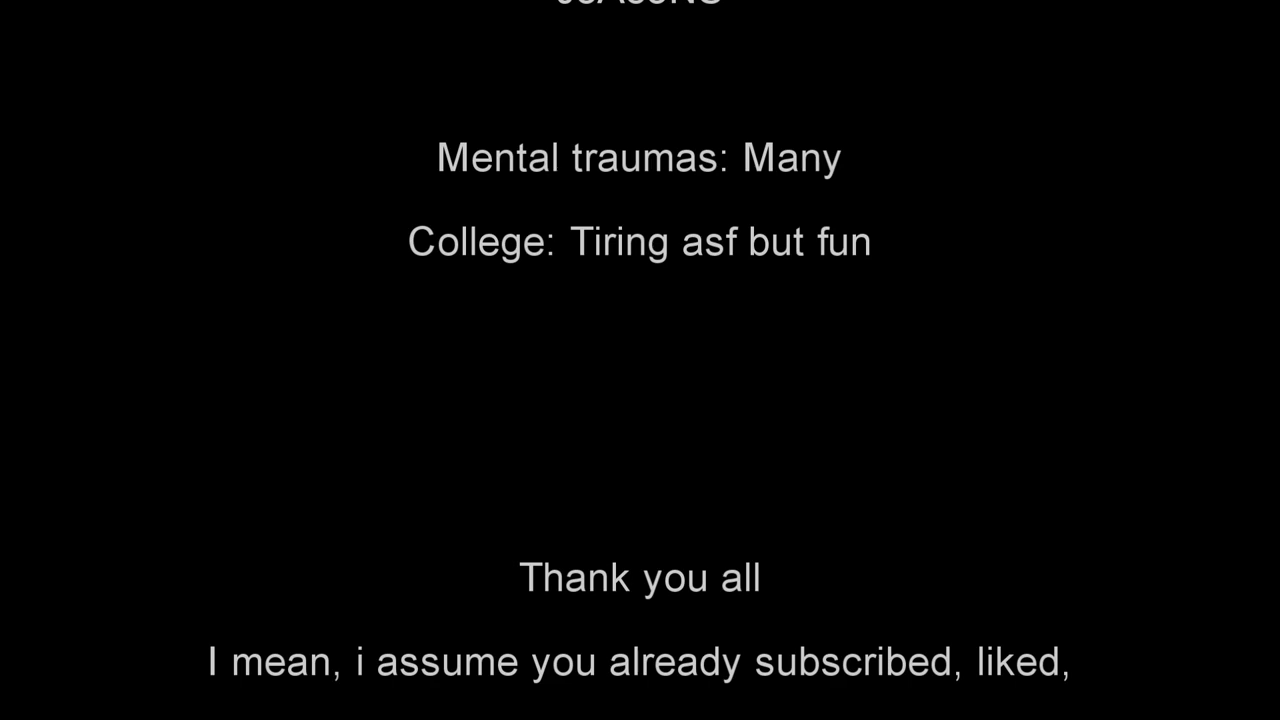 Mental traumas: Many
College: Tiring asf but fun
Thank you all
I mean, i assume you already subscribed, liked,